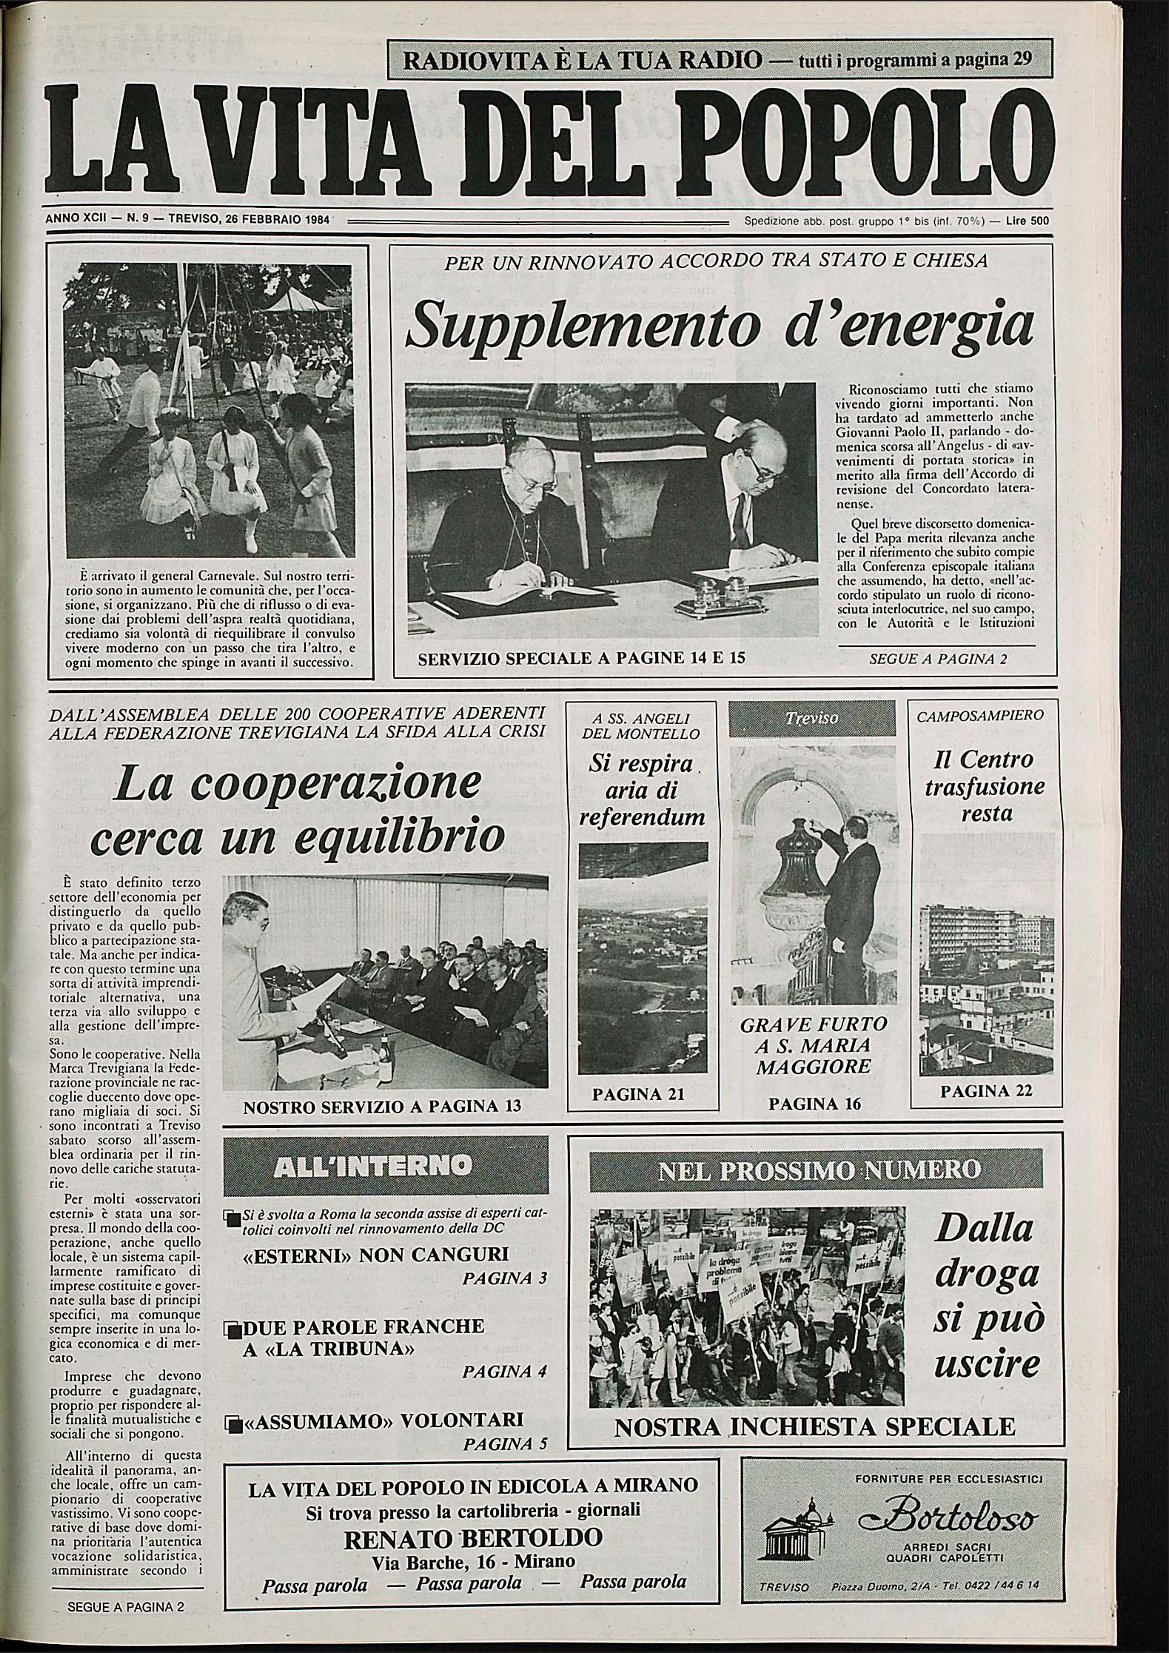 RADIOVITA È LA TUA RADIO — tutti i programmi a pagina 29
LA VITA DEL POPOLO
ANNO XCII — N. 9 — TREVISO, 26 FEBBRAIO 1984
Spedizione abb. post. gruppo 1° bis (inf. 70%) — Lire 500
È arrivato il general Carnevale. Sul nostro terri-
torio sono in aumento le comunità che, per l'occa-
sione, si organizzano. Più che di riflusso o di eva-
sione dai problemi dell'aspra realtà quotidiana,
crediamo sia volontà di riequilibrare il convulso
vivere moderno con un passo che tira l'altro, e
ogni momento che spinge in avanti il successivo.
PER UN RINNOVATO ACCORDO TRA STATO E CHIESA
Supplemento d'energia
Riconosciamo tutti che stiamo
vivendo giorni importanti. Non
ha tardato ad ammetterlo anche
Giovanni Paolo II, parlando - do-
menica scorsa all'Angelus - di «av-
venimenti di portata storica» in
merito alla firma dell'Accordo di
revisione del Concordato latera-
nense.
Quel breve discorsetto domenica-
le del Papa merita rilevanza anche
per il riferimento che subito compie
alla Conferenza episcopale italiana
che assumendo, ha detto, «nell'ac-
cordo stipulato un ruolo di ricono-
sciuta interlocutrice, nel suo campo,
con le Autorità e le Istituzioni
SEGUE A PAGINA 2
SERVIZIO SPECIALE A PAGINE 14 E 15
DALL'ASSEMBLEA DELLE 200 COOPERATIVE ADERENTI
ALLA FEDERAZIONE TREVIGIANA LA SFIDA ALLA CRISI
La cooperazione
cerca un equilibrio
È stato definito terzo
settore dell'economia per
distinguerlo da quello
privato e da quello pub-
blico a partecipazione sta-
tale. Ma anche per indica-
re con questo termine una
sorta di attività imprendi-
toriale alternativa, una
terza via allo sviluppo e
alla gestione dell'impre-
sa.
Sono le cooperative. Nella
Marca Trevigiana la Fede-
razione provinciale ne rac-
coglie duecento dove ope-
rano migliaia di soci. Si
sono incontrati a Treviso
sabato scorso all'assem-
blea ordinaria per il rin-
novo delle cariche statuta-
rie.
Per molti «osservatori
esterni» è stata una sor-
presa. Il mondo della coo-
perazione, anche quello
locale, è un sistema capil-
larmente ramificato di
imprese costituite e gover-
nate sulla base di principi
specifici, ma comunque
sempre inserite in una lo-
gica economica e di mer-
cato.
Imprese che devono
produrre e guadagnare,
proprio per rispondere al-
le finalità mutualistiche e
sociali che si pongono.
All'interno di questa
idealità il panorama, an-
che locale, offre un cam-
pionario di cooperative
vastissimo. Vi sono coope-
rative di base dove domi-
na prioritaria l'autentica
vocazione solidaristica,
amministrate secondo i
SEGUE A PAGINA 2
NOSTRO SERVIZIO A PAGINA 13
A SS. ANGELI
DEL MONTELLO
Si respira
aria di
referendum
PAGINA 21
Treviso
GRAVE FURTO
A S. MARIA
MAGGIORE
PAGINA 16
CAMPOSAMPIERO
Il Centro
trasfusione
resta
PAGINA 22
ALL'INTERNO
Si è svolta a Roma la seconda assise di esperti cat-
tolici coinvolti nel rinnovamento della DC
«ESTERNI» NON CANGURI
PAGINA 3
DUE PAROLE FRANCHE
A «LA TRIBUNA»
PAGINA 4
«ASSUMIAMO» VOLONTARI
PAGINA 5
NEL PROSSIMO NUMERO
la droga
problema
di
...è
possibile
...è
possibile
droga
problema
possibile
Dalla
droga
si può
uscire
NOSTRA INCHIESTA SPECIALE
LA VITA DEL POPOLO IN EDICOLA A MIRANO
Si trova presso la cartolibreria - giornali
RENATO BERTOLDO
Via Barche, 16 - Mirano
Passa parola — Passa parola — Passa parola
FORNITURE PER ECCLESIASTICI
Bortoloso
ARREDI SACRI
QUADRI CAPOLETTI
TREVISO Piazza Duomo, 2/A - Tel. 0422 / 44 6 14